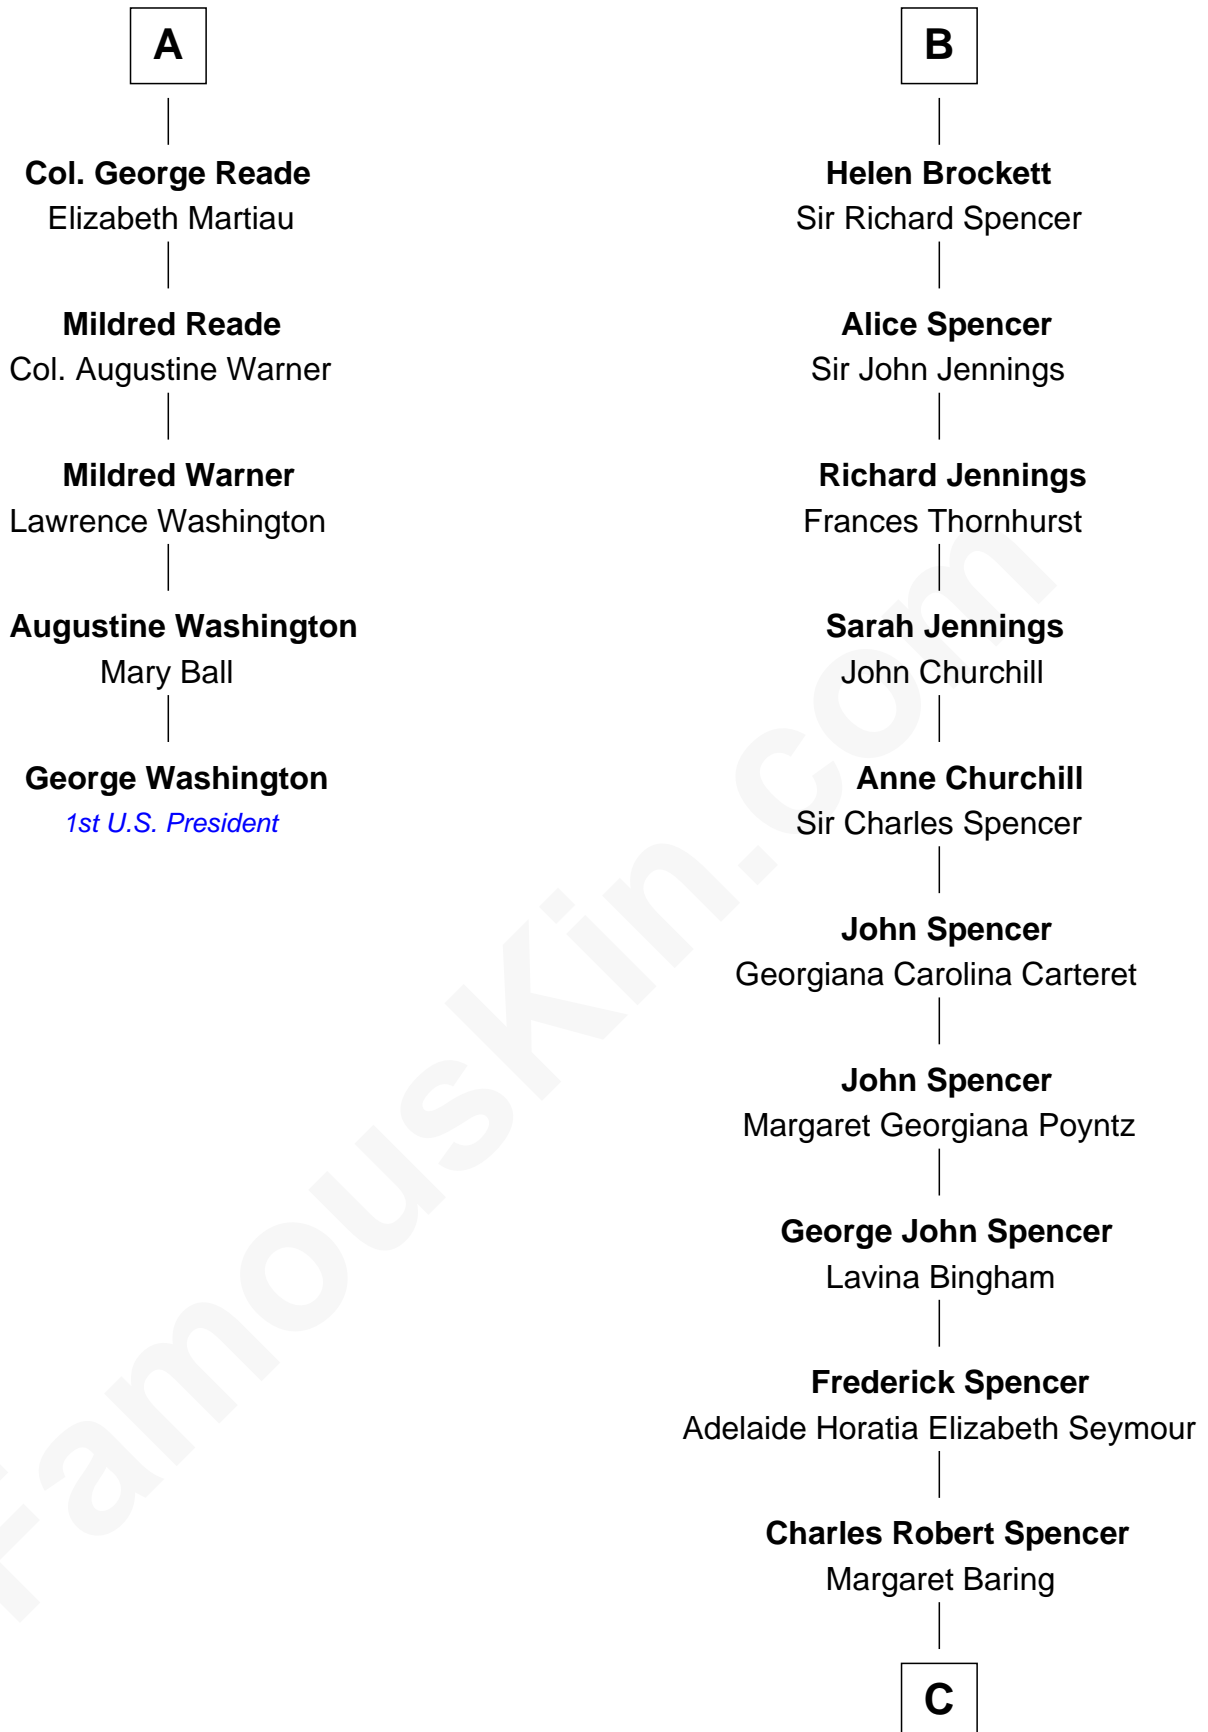 A
Col. George Reade
Elizabeth Martiau
Mildred Reade
Col. Augustine Warner
Mildred Warner
Lawrence Washington
Augustine Washington
Mary Ball
George Washington
1st U.S. President
B
Helen Brockett
Sir Richard Spencer
Alice Spencer
Sir John Jennings
Richard Jennings
Frances Thornhurst
Sarah Jennings
John Churchill
Anne Churchill
Sir Charles Spencer
John Spencer
Georgiana Carolina Carteret
John Spencer
Margaret Georgiana Poyntz
George John Spencer
Lavina Bingham
Frederick Spencer
Adelaide Horatia Elizabeth Seymour
Charles Robert Spencer
Margaret Baring
C
FamousKin.com